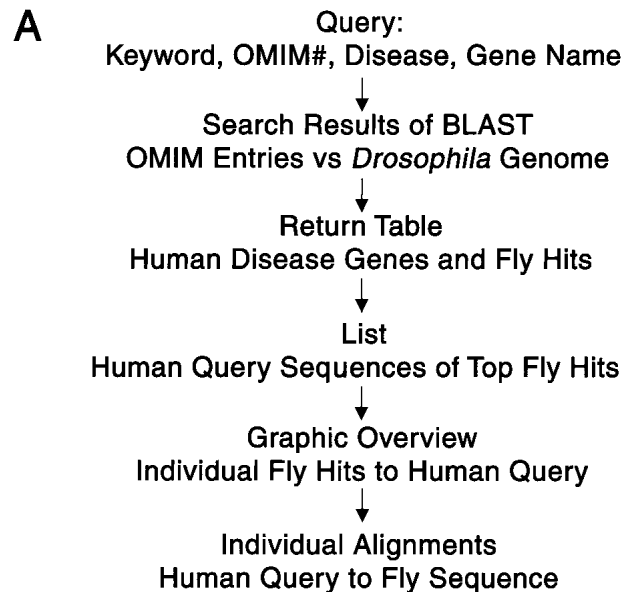 A
Query:
Keyword, OMIM#, Disease, Gene Name
Search Results of BLAST
OMIM Entries vs Drosophila Genome
Return Table
Human Disease Genes and Fly Hits
List
Human Query Sequences of Top Fly Hits
Graphic Overview
Individual Fly Hits to Human Query
Individual Alignments
Human Query to Fly Sequence